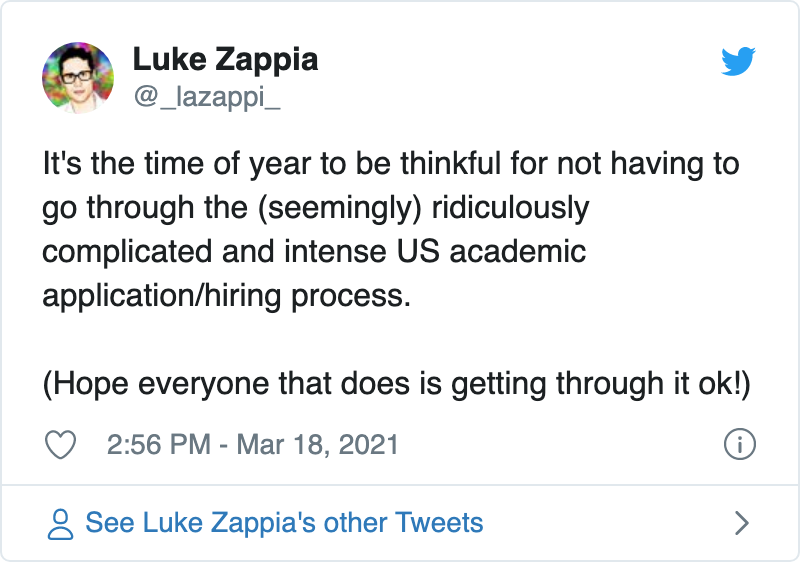 Luke Zappia
@_lazappi_
It's the time of year to be thinkful for not having to
go through the (seemingly) ridiculously
complicated and intense US academic
application/hiring process.
(Hope everyone that does is getting through it ok!)
2:56 PM - Mar 18, 2021
See Luke Zappia's other Tweets